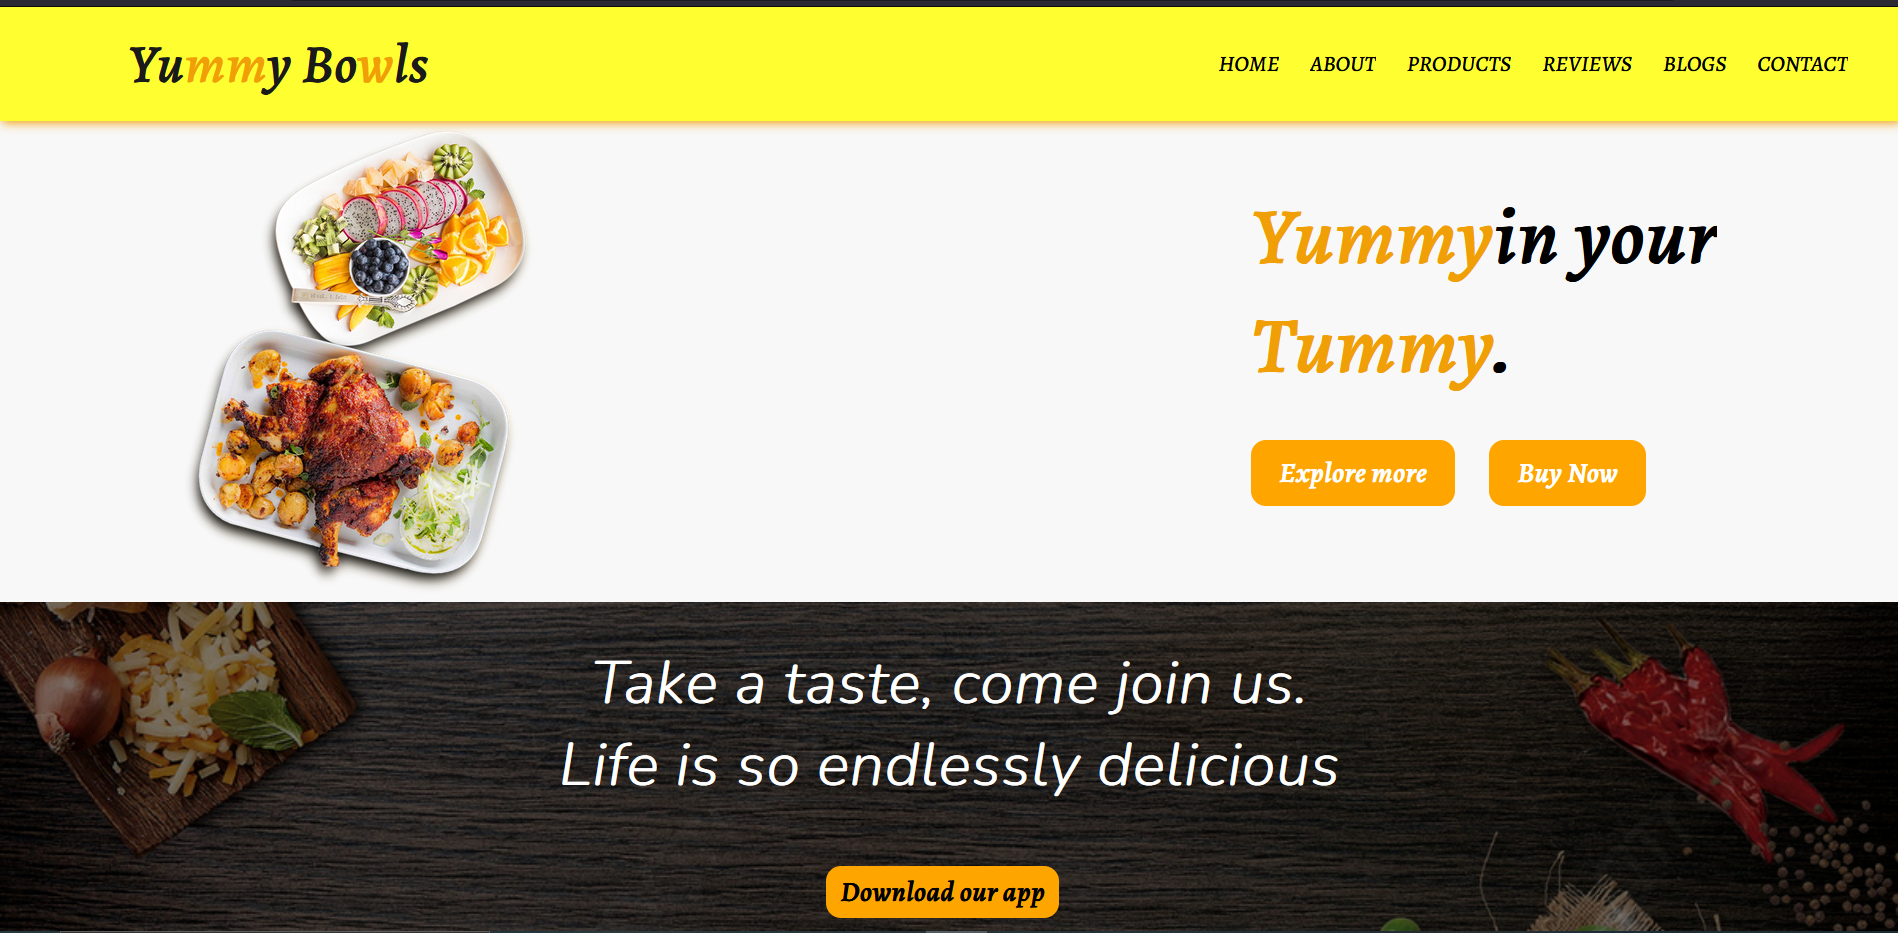 Yummy Bowls
HOME ABOUT PRODUCTS REVIEWS BLOGS CONTACT
Yummyin your
Tummy.
Explore more Buy Now
Take a taste, come join us.
Life is so endlessly delicious
Download our app